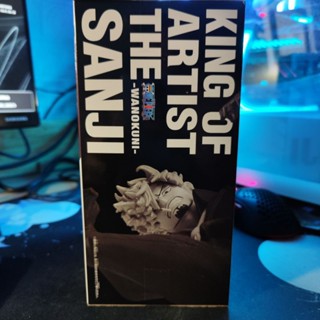 KING OF
ARTIST
THE
-WANOKUNI-
SANJI